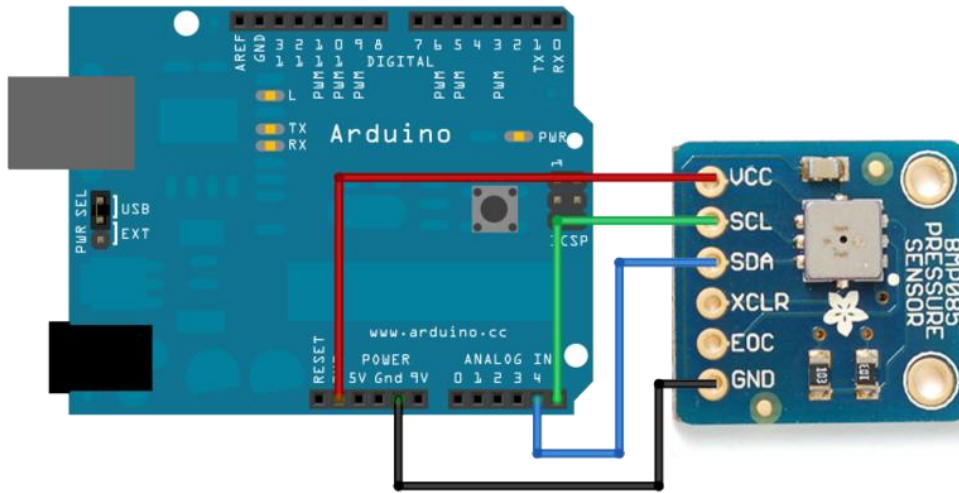 AREF
GND
13
12
11
10
9
8
7
6
5
4
3
2
TX 1
RX 0
PWM
PWM
PWM
PWM
PWM
PWM
DIGITAL
L
TX
RX
Arduino
PWR
1
ICSP
PWR SEL
USB
EXT
www.arduino.cc
POWER
ANALOG IN
RESET
5V Gnd 9V
0 1 2 3 4
VCC
SCL
SDA
XCLR
EOC
GND
BMP085
PRESSURE
SENSOR
103
103